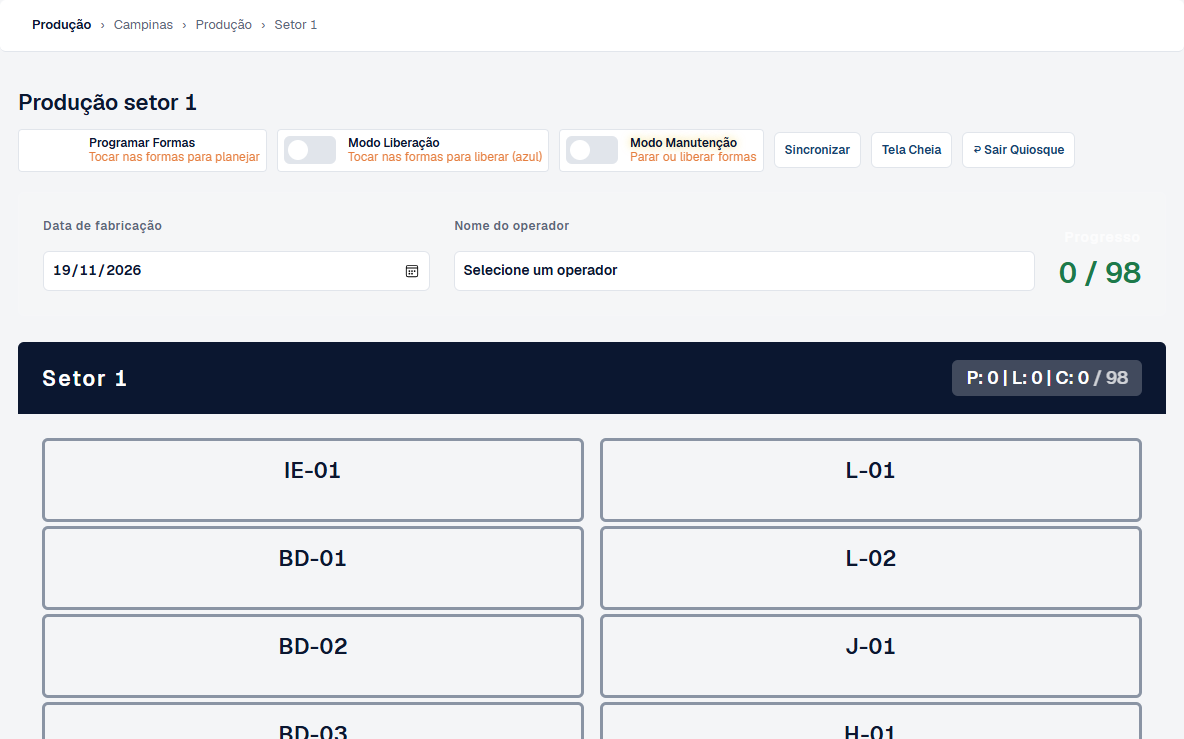 Produção › Campinas › Produção › Setor 1
Produção setor 1
Programar Formas
Tocar nas formas para planejar
Modo Liberação
Tocar nas formas para liberar (azul)
Modo Manutenção
Parar ou liberar formas
Sincronizar
Tela Cheia
Sair Quiosque
Data de fabricação
19/11/2026
Nome do operador
Selecione um operador
Progresso
0 / 98
Setor 1
P: 0 | L: 0 | C: 0 / 98
IE-01
L-01
BD-01
L-02
BD-02
J-01
BD-03
H-01